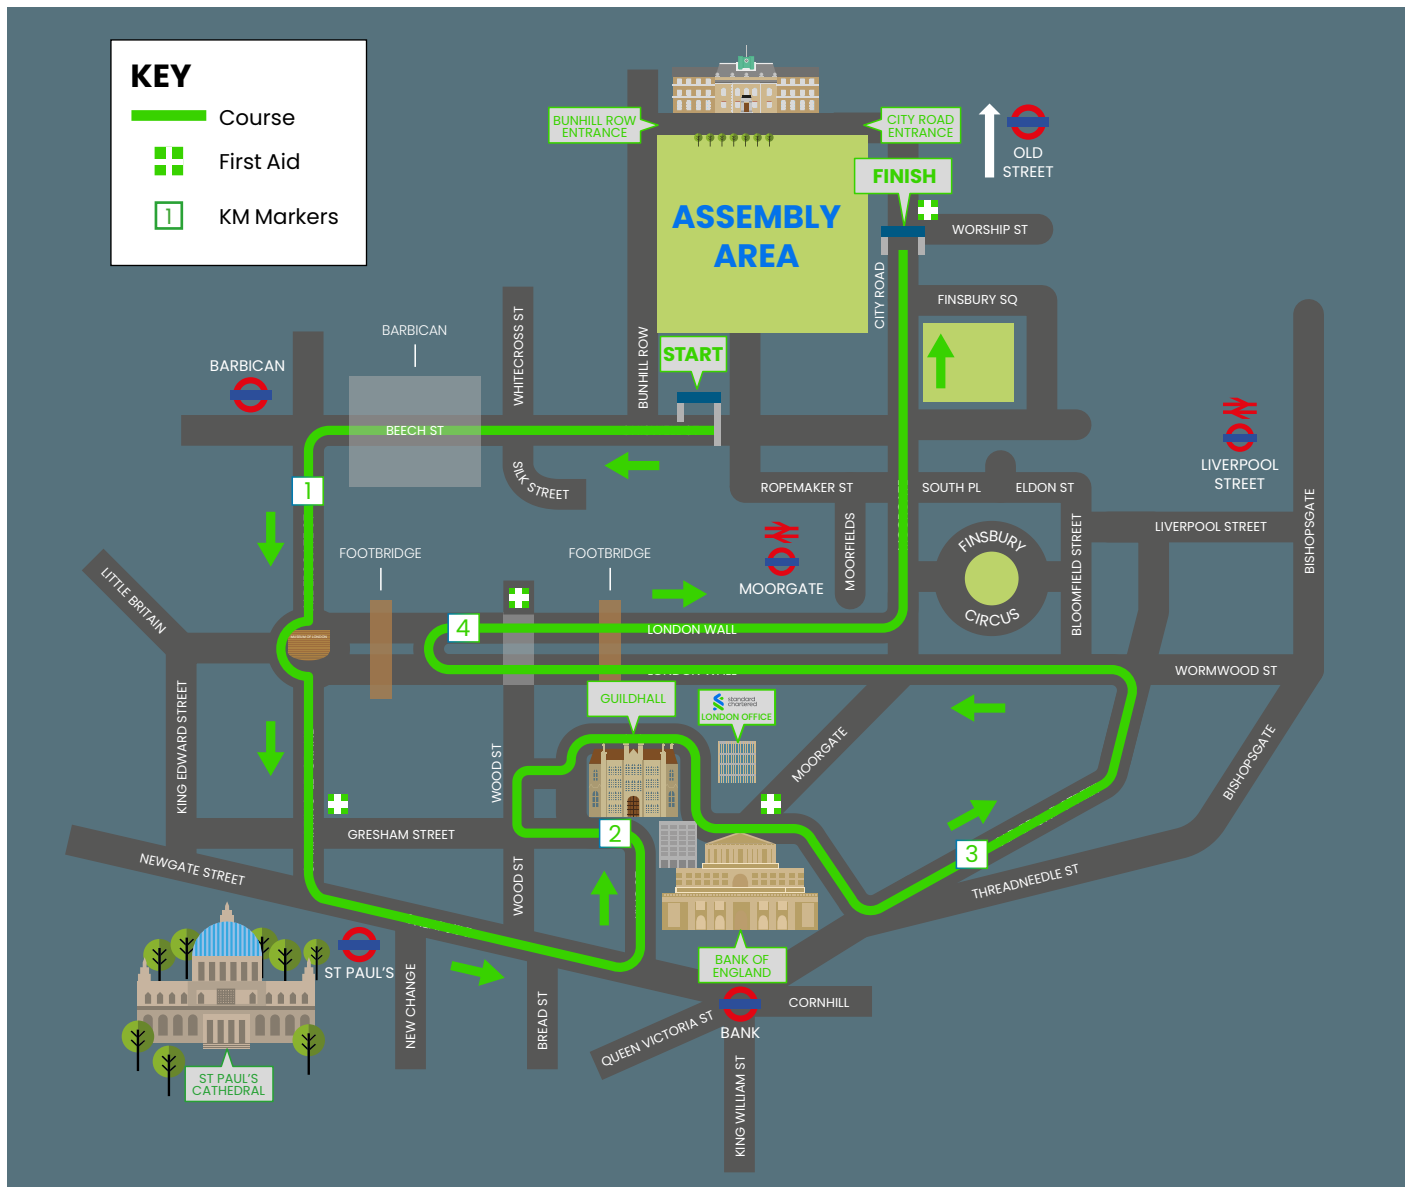 KEY
Course
First Aid
1
KM Markers
BUNHILL ROW
ENTRANCE
CITY ROAD
ENTRANCE
OLD
STREET
FINISH
ASSEMBLY
AREA
WORSHIP ST
CITY ROAD
FINSBURY SQ
BARBICAN
WHITECROSS ST
BUNHILL ROW
START
BARBICAN
BEECH ST
LIVERPOOL
STREET
SILK STREET
1
ROPEMAKER ST
SOUTH PL
ELDON ST
BISHOPSGATE
LIVERPOOL STREET
MOORFIELDS
BLOOMFIELD STREET
FINSBURY
CIRCUS
FOOTBRIDGE
FOOTBRIDGE
MOORGATE
LITTLE BRITAIN
4
LONDON WALL
WORMWOOD ST
GUILDHALL
standard
chartered
LONDON OFFICE
KING EDWARD STREET
WOOD ST
MOORGATE
BISHOPSGATE
GRESHAM STREET
2
3
NEWGATE STREET
WOOD ST
THREADNEEDLE ST
ST PAUL'S
BANK OF
ENGLAND
NEW CHANGE
BREAD ST
CORNHILL
QUEEN VICTORIA ST
BANK
KING WILLIAM ST
ST PAUL'S
CATHEDRAL